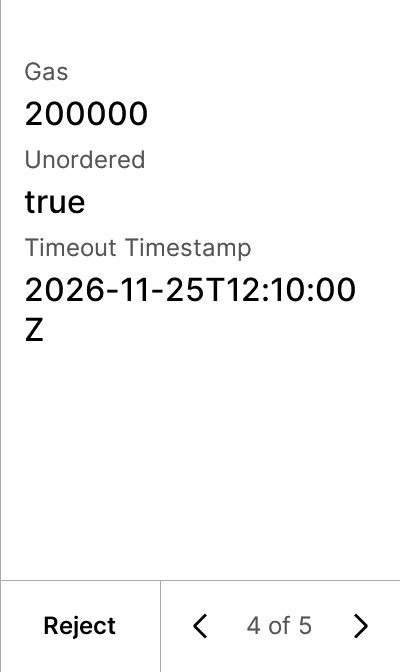 Gas
200000
Unordered
true
Timeout Timestamp
2026-11-25T12:10:00
Z
Reject
4 of 5